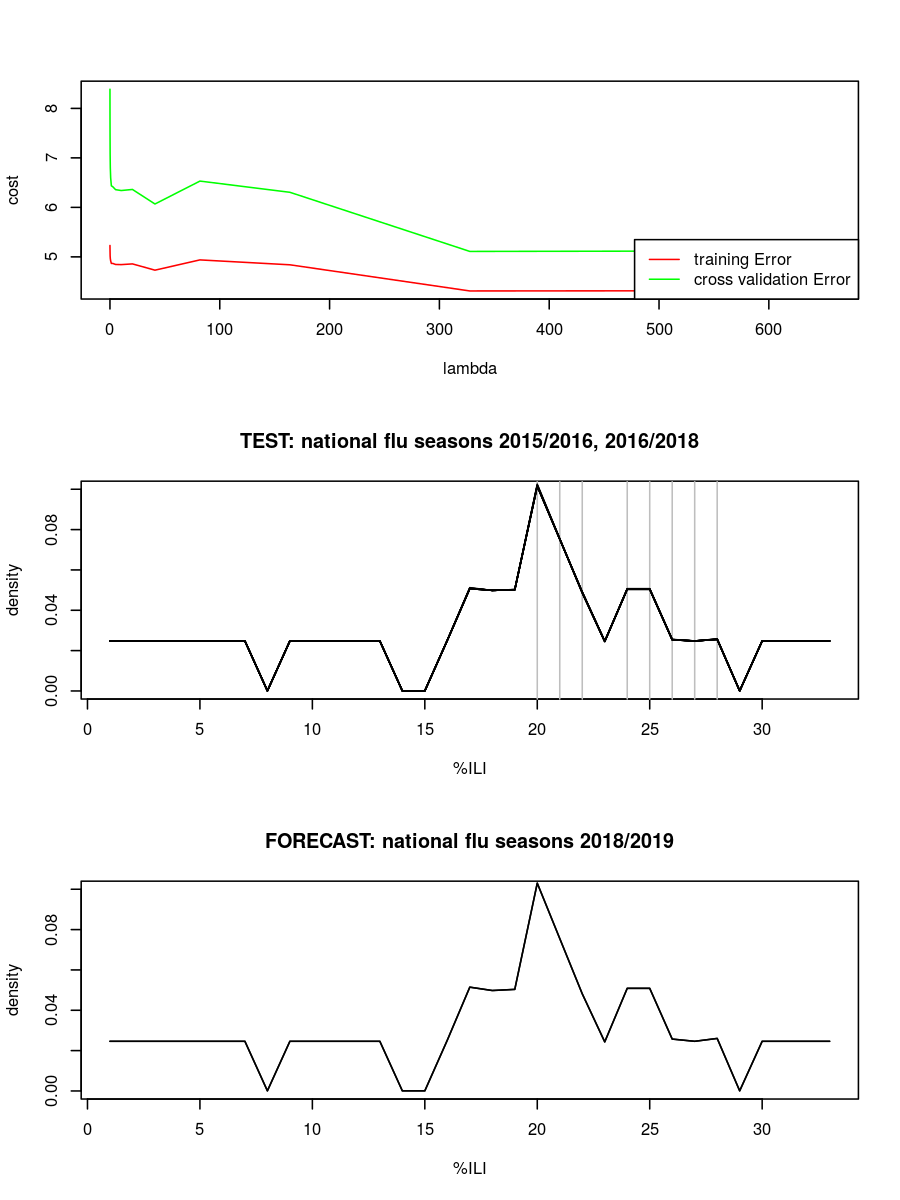 8
7
6
5
cost
training Error
cross validation Error
0 100 200 300 400 500 600
lambda
TEST: national flu seasons 2015/2016, 2016/2018
0.08
0.04
0.00
density
0 5 10 15 20 25 30
%ILI
FORECAST: national flu seasons 2018/2019
0.08
0.04
0.00
density
0 5 10 15 20 25 30
%ILI